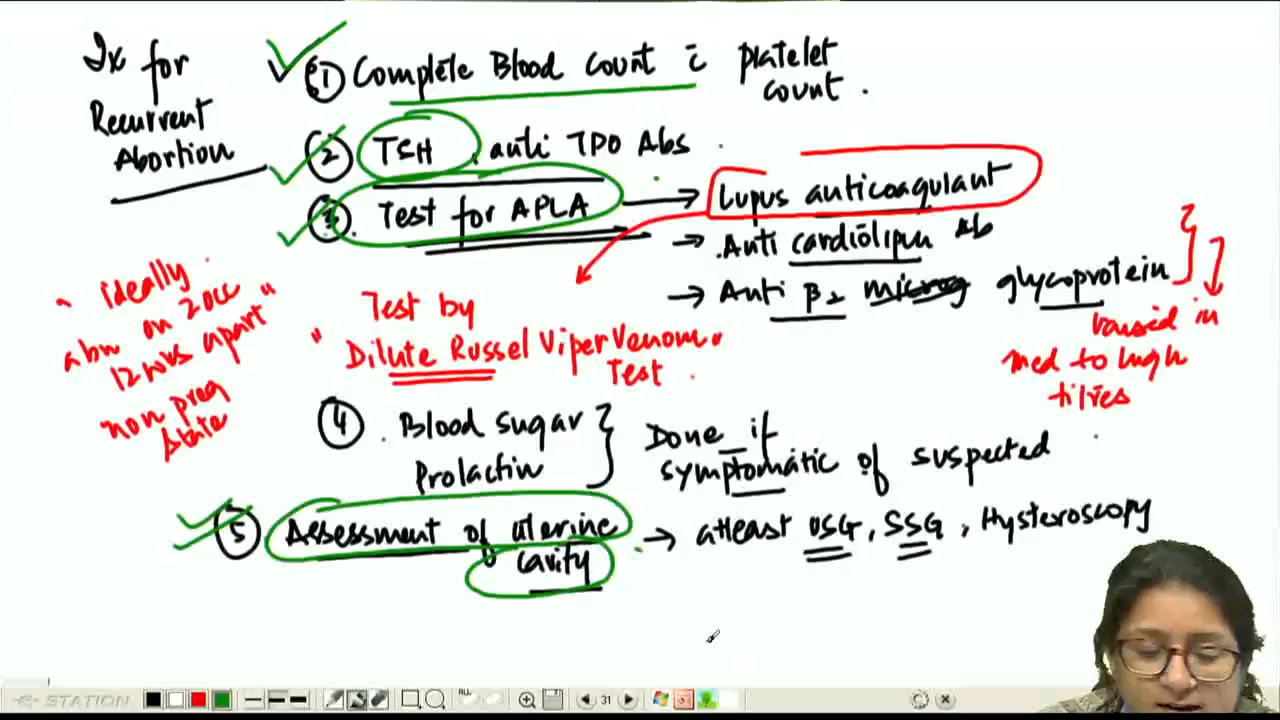 Ix for
Recurrent
Abortion
① Complete Blood Count c̄ platelet
count.
② TSH, anti TPO Abs.
③. Test for APLA → Lupus anticoagulant
→ Anti cardiolipin Ab
→ Anti β2 glycoprotein
raised in
med to high
titres
"ideally
abn on 2 occ
12 wks apart"
non preg
state
Test by
"Dilute Russel Viper Venom"
Test.
④ . Blood sugar
Prolactin
Done if
symptomatic of suspected
⑤ Assessment of uterine
cavity
→ atleast USG, SSG, Hysteroscopy
STATION
31